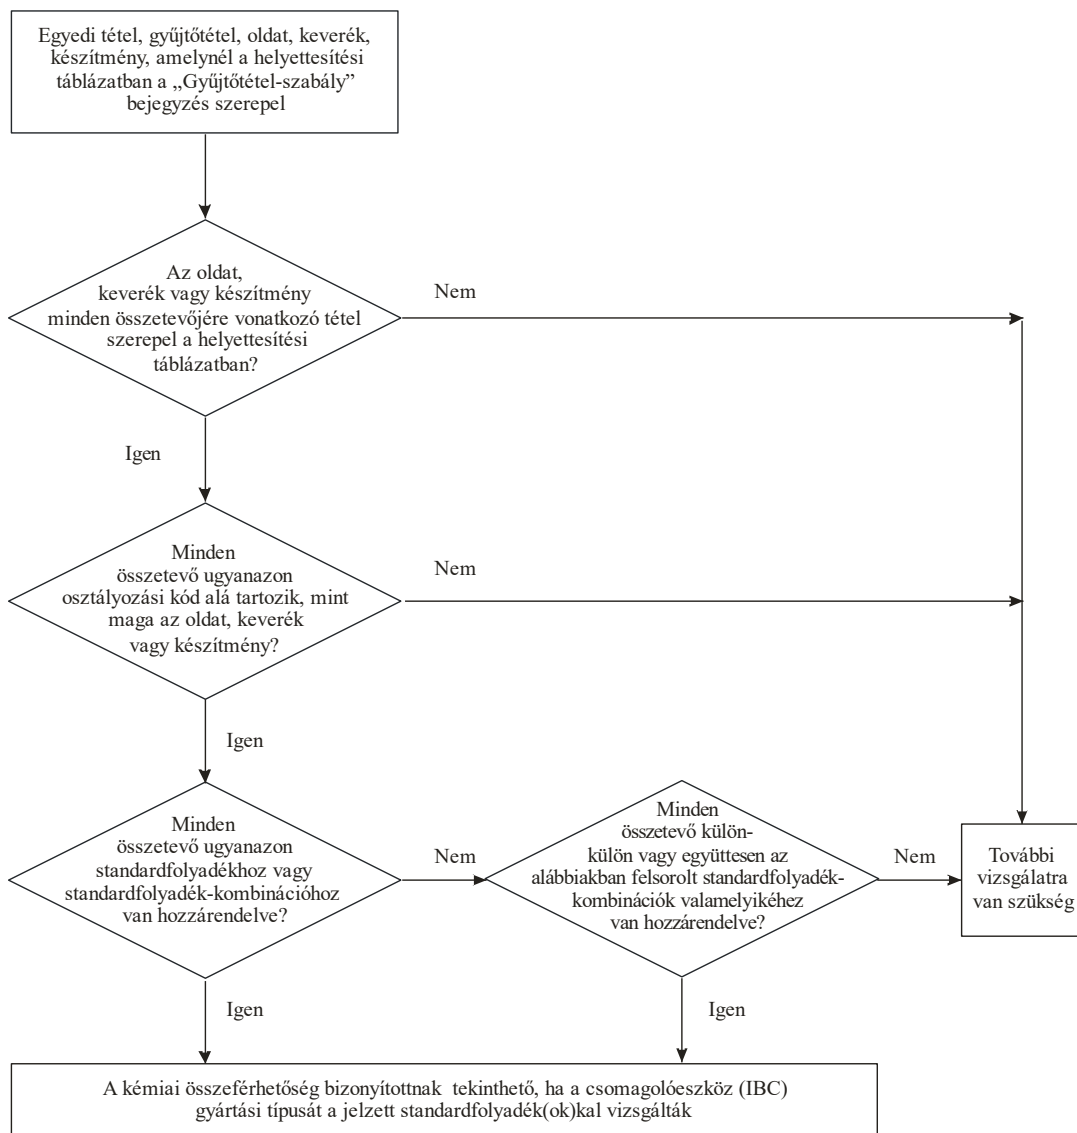 Egyedi tétel, gyűjtőtétel, oldat, keverék,
készítmény, amelynél a helyettesítési
táblázatban a „Gyűjtőtétel-szabály”
bejegyzés szerepel
Az oldat,
keverék vagy készítmény
minden összetevőjére vonatkozó tétel
szerepel a helyettesítési
táblázatban?
Nem
Igen
Minden
összetevő ugyanazon
osztályozási kód alá tartozik, mint
maga az oldat, keverék
vagy készítmény?
Nem
Igen
Minden
összetevő ugyanazon
standardfolyadékhoz vagy
standardfolyadék-kombinációhoz
van hozzárendelve?
Nem
Minden
összetevő külön-
külön vagy együttesen az
alábbiakban felsorolt standardfolyadék-
kombinációk valamelyikéhez
van hozzárendelve?
Nem
További
vizsgálatra
van szükség
Igen
Igen
A kémiai összeférhetőség bizonyítottnak tekinthető, ha a csomagolóeszköz (IBC)
gyártási típusát a jelzett standardfolyadék(ok)kal vizsgálták